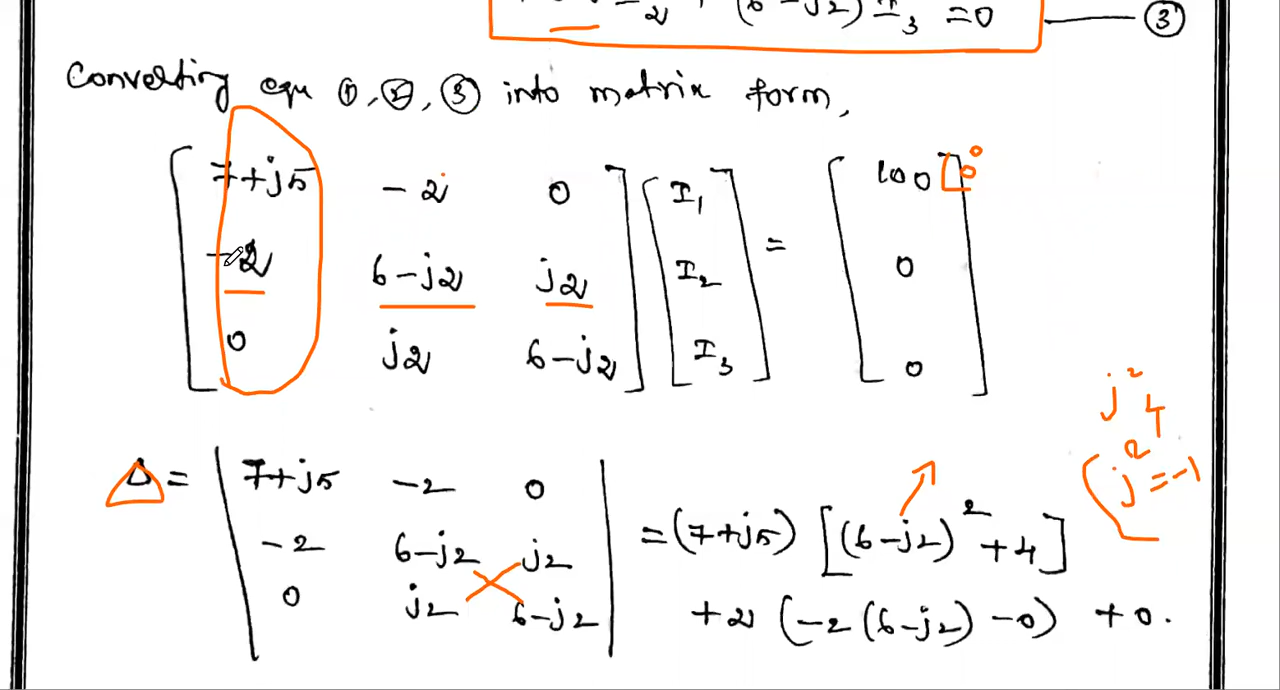 2 (6-j2) I3 =0 ③
Converting equ ①, ②, ③ into matrix form,
[7+j5 -2 0] [I1] = [100∠0°]
[-2 6-j2 j2] [I2] [0]
[0 j2 6-j2] [I3] [0]
j²4
j²=-1
Δ = |7+j5 -2 0|
|-2 6-j2 j2| =(7+j5) [(6-j2)²+4]
|0 j2 6-j2| +2 (-2(6-j2)-0) +0.